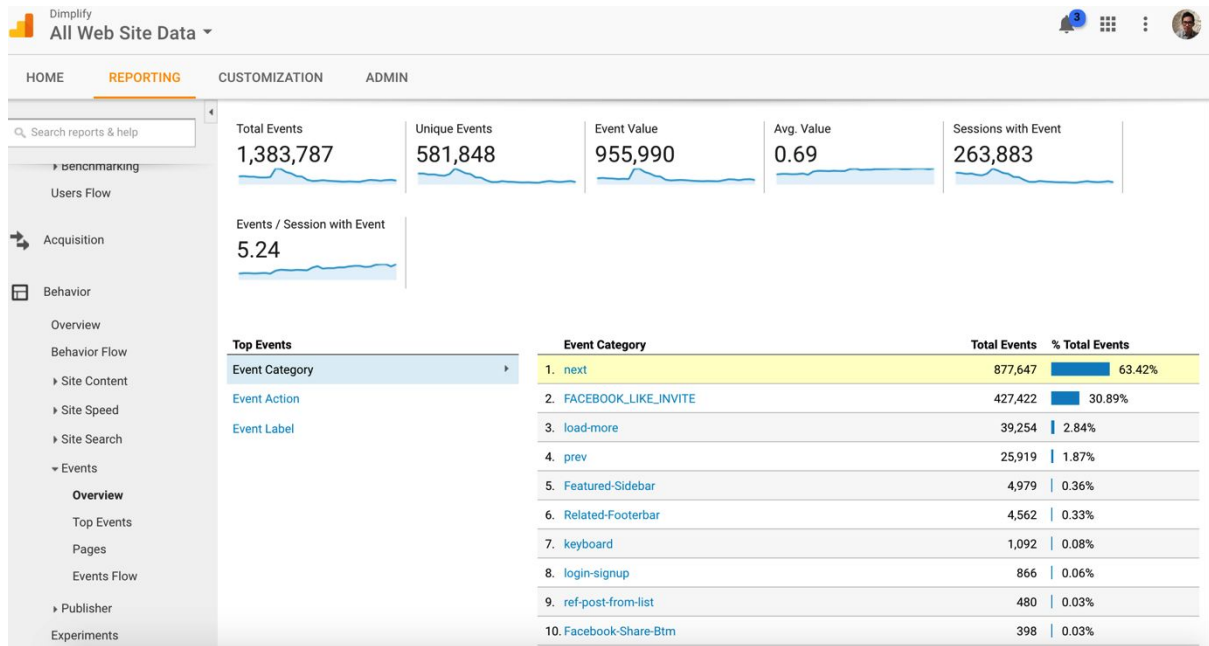 Dimplify
All Web Site Data
3
HOME REPORTING CUSTOMIZATION ADMIN
Search reports & help
Benchmarking
Users Flow
Acquisition
Behavior
Overview
Behavior Flow
Site Content
Site Speed
Site Search
Events
Overview
Top Events
Pages
Events Flow
Publisher
Experiments
Total Events Unique Events Event Value Avg. Value Sessions with Event
1,383,787 581,848 955,990 0.69 263,883
Events / Session with Event
5.24
Top Events
Event Category
Event Action
Event Label
Event Category Total Events % Total Events
1. next 877,647 63.42%
2. FACEBOOK_LIKE_INVITE 427,422 30.89%
3. load-more 39,254 2.84%
4. prev 25,919 1.87%
5. Featured-Sidebar 4,979 0.36%
6. Related-Footerbar 4,562 0.33%
7. keyboard 1,092 0.08%
8. login-signup 866 0.06%
9. ref-post-from-list 480 0.03%
10. Facebook-Share-Btm 398 0.03%